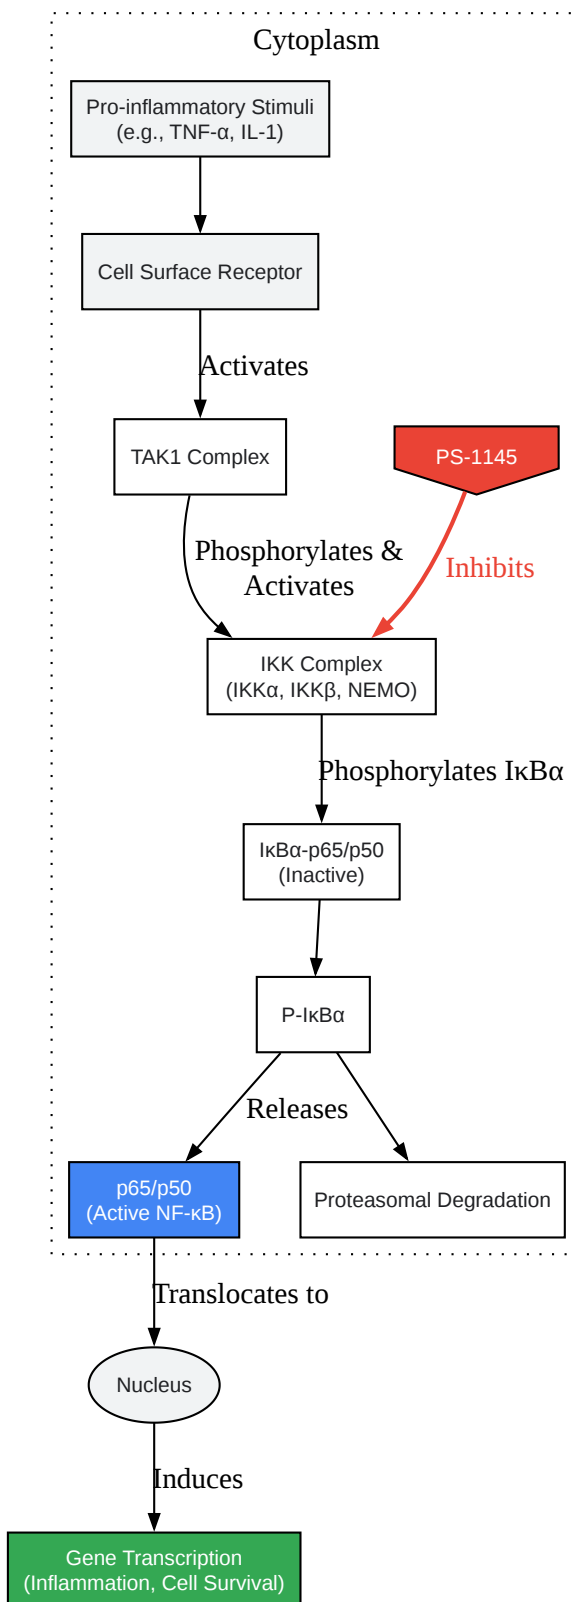 Cytoplasm
Pro-inflammatory Stimuli
(e.g., TNF-α, IL-1)
Cell Surface Receptor
Activates
TAK1 Complex
PS-1145
Phosphorylates &
Activates
Inhibits
IKK Complex
(IKKα, IKKβ, NEMO)
Phosphorylates IκBα
IκBα-p65/p50
(Inactive)
P-IκBα
Releases
p65/p50
(Active NF-κB)
Proteasomal Degradation
Translocates to
Nucleus
Induces
Gene Transcription
(Inflammation, Cell Survival)